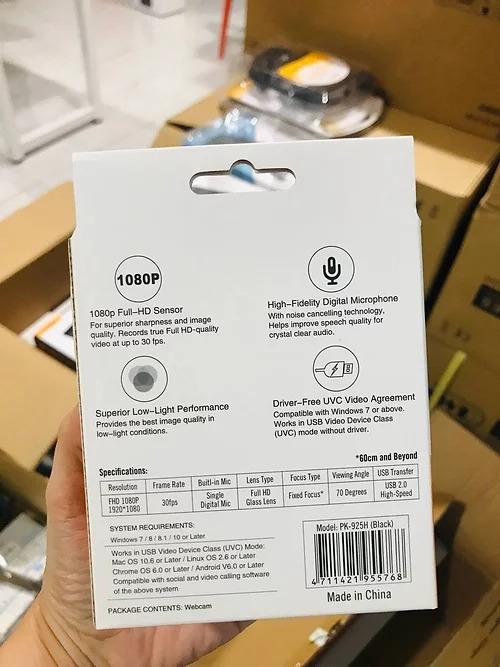 1080P
1080p Full-HD Sensor
For superior sharpness and image
quality. Records true Full HD-quality
video at up to 30 fps.
High-Fidelity Digital Microphone
With noise cancelling technology,
Helps improve speech quality for
crystal clear audio.
Superior Low-Light Performance
Provides the best image quality in
low-light conditions.
Driver-Free UVC Video Agreement
Compatible with Windows 7 or above.
Works in USB Video Device Class
(UVC) mode without driver.
*60cm and Beyond
Specifications:
Resolution Frame Rate Buitl-in Mic Lens Type Focus Type Viewing Angle USB Transfer
FHD 1080P 30fps Single Full HD Fixed Focus* 70 Degrees USB 2.0
1920*1080 Digital Mic Glass Lens High-Speed
SYSTEM REQUIREMENTS:
Windows 7 / 8 / 8.1 / 10 or Later
Works in USB Video Device Class (UVC) Mode:
Mac OS 10.6 or Later / Linux OS 2.6 or Later
Chrome OS 6.0 or Later / Android V6.0 or Later
Compatible with social and video calling software
of the above system
PACKAGE CONTENTS: Webcam
Model: PK-925H (Black)
4 711421 955768
Made in China